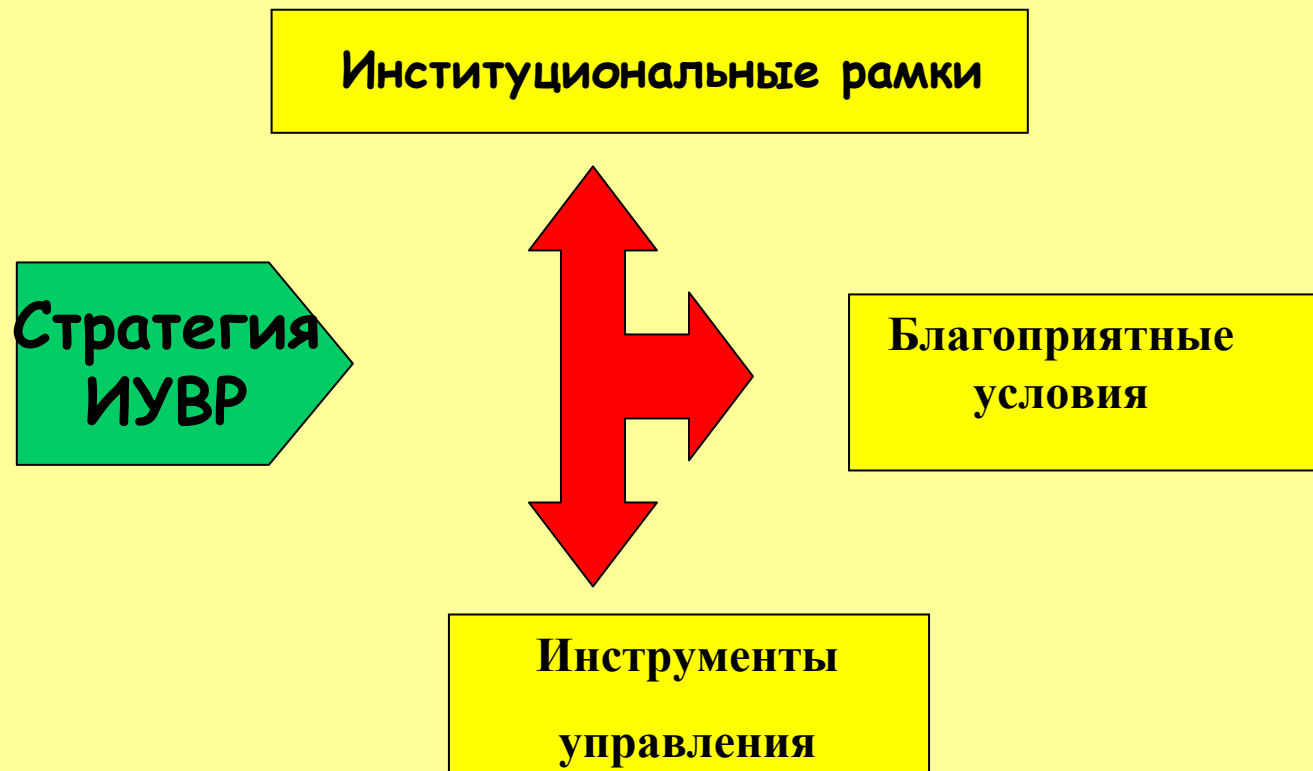 Институциональные рамки
Стратегия
ИУВР
Благоприятные
условия
Инструменты
управления